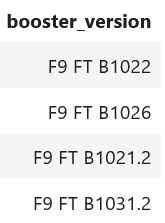 booster_version
F9 FT B1022
F9 FT B1026
F9 FT B1021.2
F9 FT B1031.2